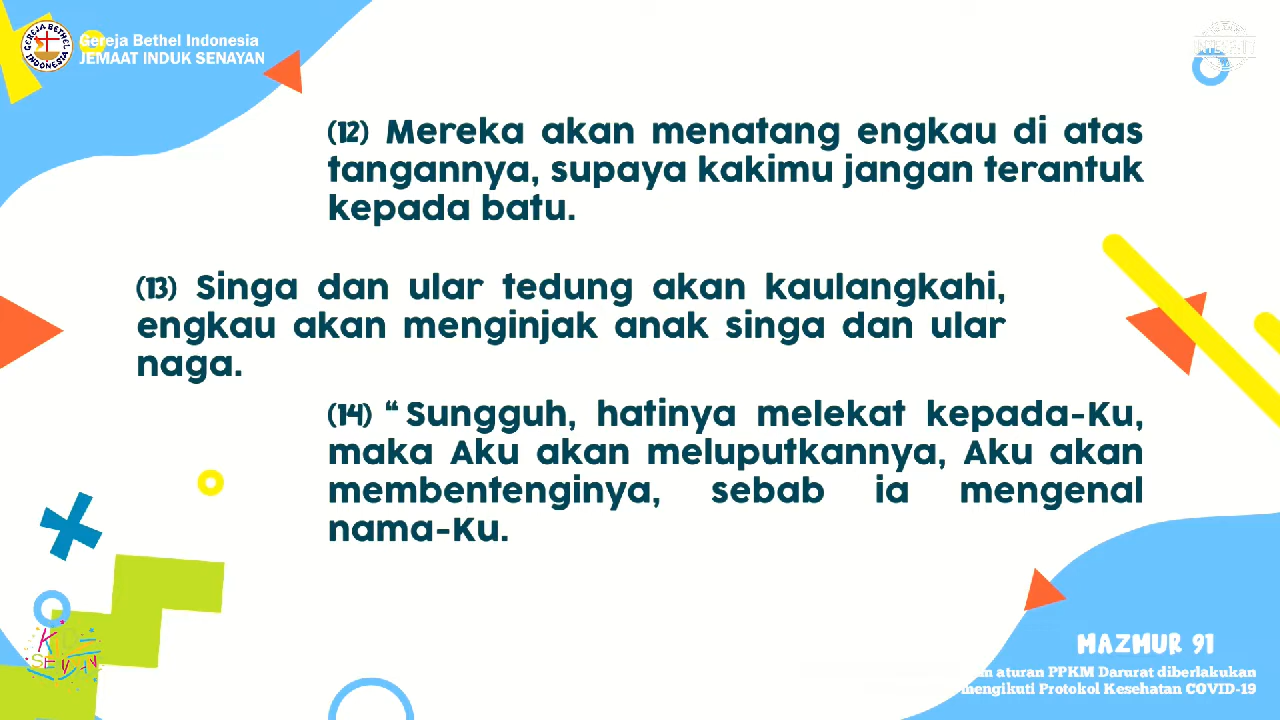 GEREJA BETHEL INDONESIA
Gereja Bethel Indonesia
JEMAAT INDUK SENAYAN
(12) Mereka akan menatang engkau di atas
tangannya, supaya kakimu jangan terantuk
kepada batu.
(13) Singa dan ular tedung akan kaulangkahi,
engkau akan menginjak anak singa dan ular
naga.
(14) “Sungguh, hatinya melekat kepada-Ku,
maka Aku akan meluputkannya, Aku akan
membentenginya, sebab ia mengenal
nama-Ku.
MAZMUR 91
aturan PPKM Darurat diberlakukan
mengikuti Protokol Kesehatan COVID-19